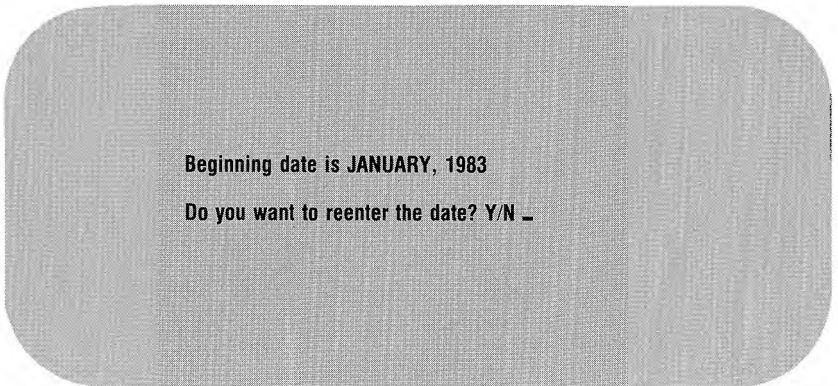 Beginning date is JANUARY, 1983
Do you want to reenter the date? Y/N _